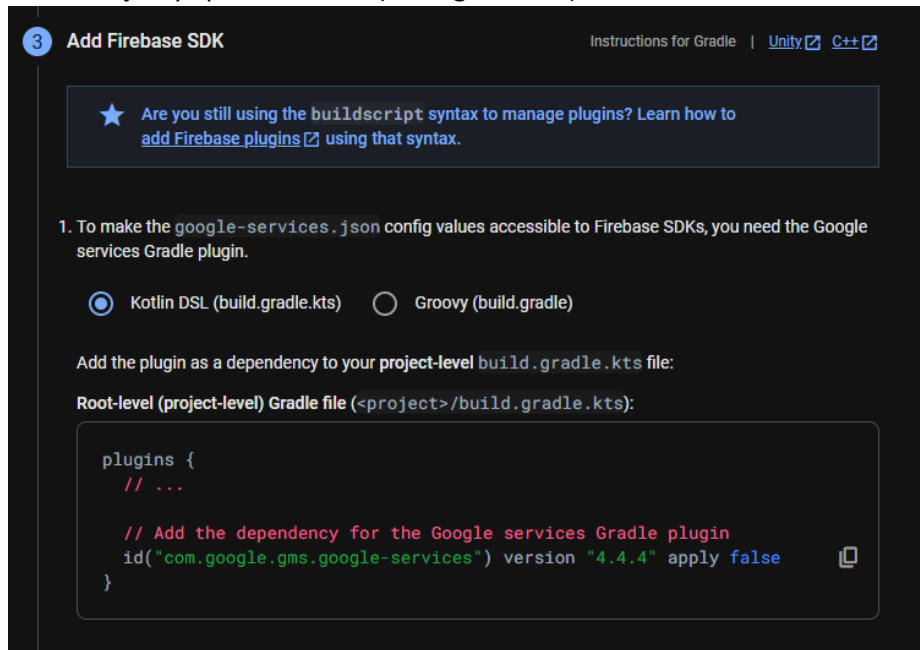 3 Add Firebase SDK Instructions for Gradle | Unity C++
Are you still using the buildscript syntax to manage plugins? Learn how to
add Firebase plugins using that syntax.
1. To make the google-services.json config values accessible to Firebase SDKs, you need the Google
services Gradle plugin.
Kotlin DSL (build.gradle.kts) Groovy (build.gradle)
Add the plugin as a dependency to your project-level build.gradle.kts file:
Root-level (project-level) Gradle file (<project>/build.gradle.kts):
plugins {
// ...
// Add the dependency for the Google services Gradle plugin
id("com.google.gms.google-services") version "4.4.4" apply false
}